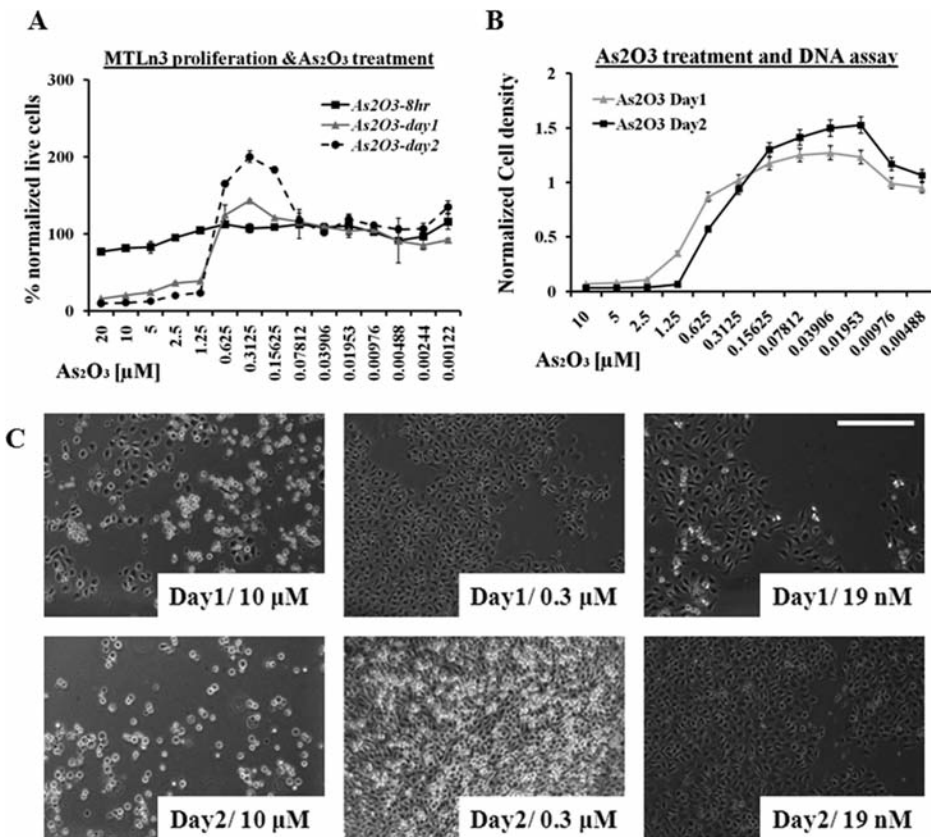 A
MTLn3 proliferation &As₂O₃ treatment
300
200
100
0
% normalized live cells
As2O3-8hr
As2O3-day1
As2O3-day2
20
10
5
2.5
1.25
0.625
0.3125
0.15625
0.07812
0.03906
0.01953
0.00976
0.00488
0.00244
0.00122
As₂O₃ [µM]
B
As2O3 treatment and DNA assay
2
1.5
1
0.5
0
Normalized Cell density
As2O3 Day1
As2O3 Day2
10
5
2.5
1.25
0.625
0.3125
0.15625
0.07812
0.03906
0.01953
0.00976
0.00488
As₂O₃ [µM]
C
Day1/ 10 µM
Day1/ 0.3 µM
Day1/ 19 nM
Day2/ 10 µM
Day2/ 0.3 µM
Day2/ 19 nM